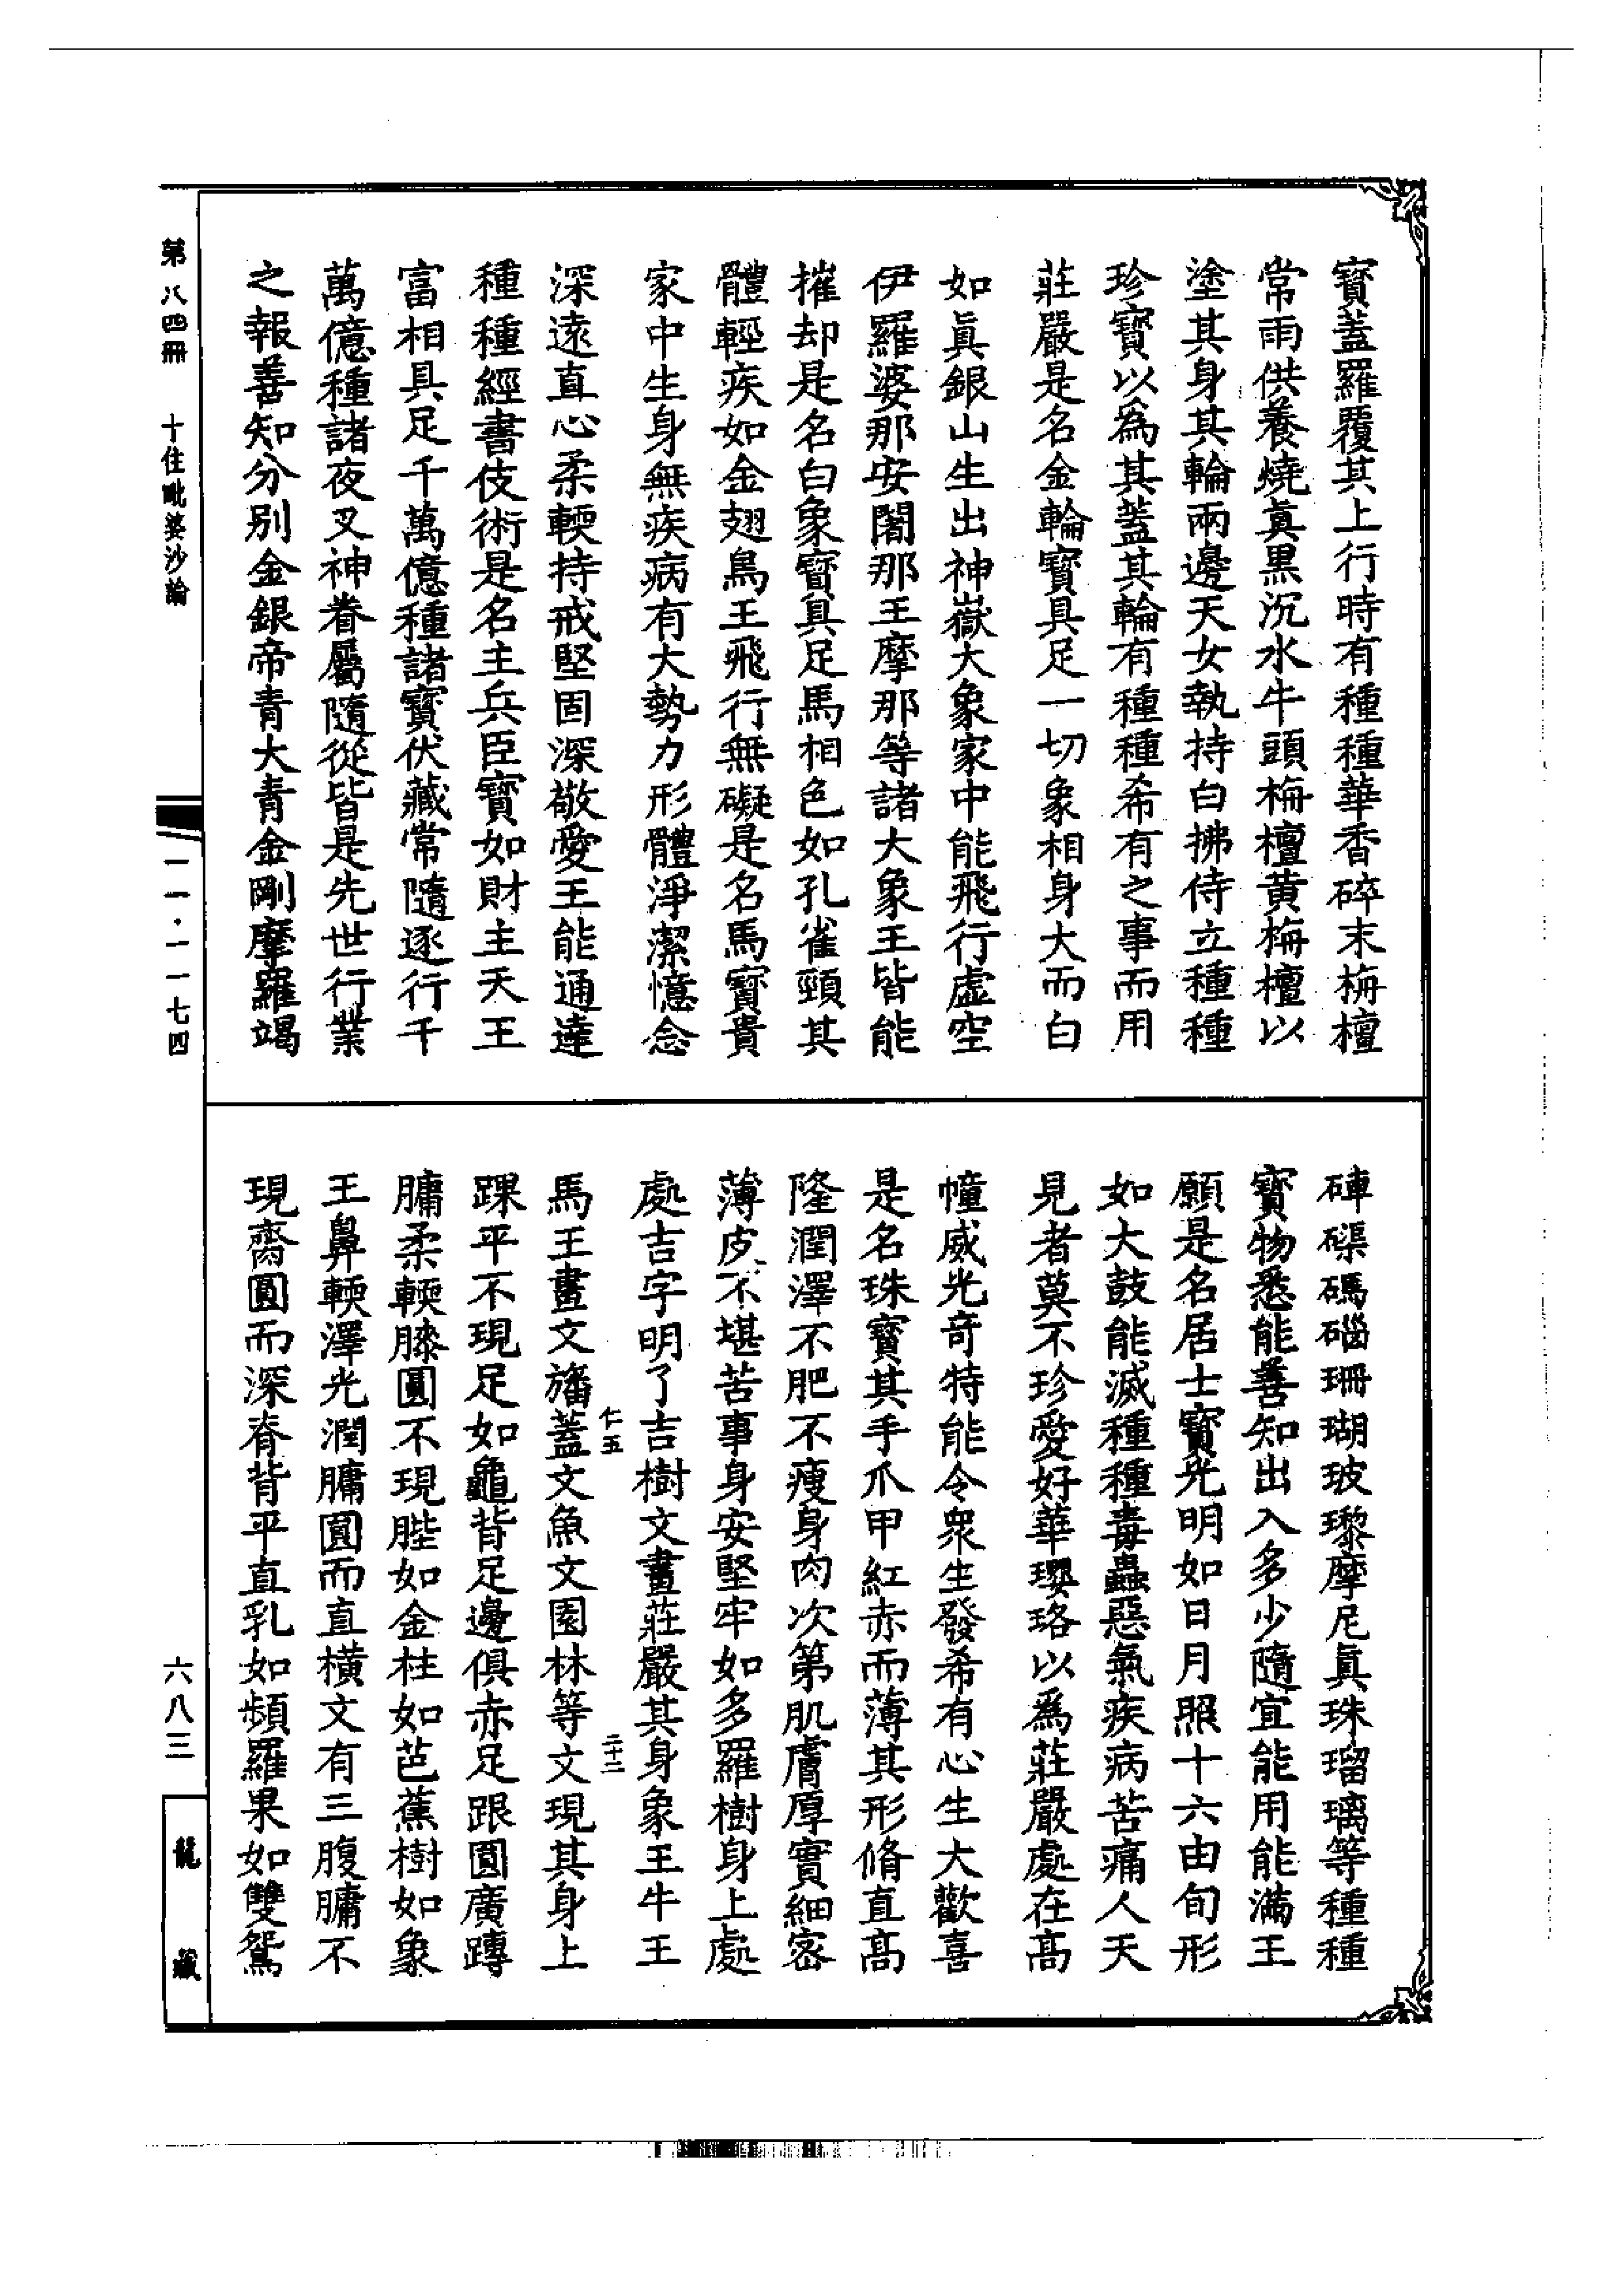 寶蓋羅覆其上行時有種種華香碎末栴檀
常雨供養燒眞黑沉水牛頭栴檀黃栴檀以
塗其身其輪兩邊天女執持白拂侍立種種
珍寶以爲其蓋其輪有種種希有之事而用
莊嚴是名金輪寶具足一切象相身大而白
如眞銀山生出神嶽大象家中能飛行虛空
伊羅婆那安闍那王摩那等諸大象王皆能
摧却是名白象寶具足馬相色如孔雀頸其
體輕疾如金翅鳥王飛行無礙是名馬寶貴
家中生身無疾病有大勢力形體淨潔憶念
深遠直心柔輭持戒堅固深敬愛王能通達
種種經書伎術是名主兵臣寶如財主天王
富相具足千萬億種諸寶伏藏常隨逐行千
萬億種諸夜叉神眷屬隨從皆是先世行業
之報善知分別金銀帝青大青金剛摩羅竭
硨磲碼碯珊瑚玻瓈摩尼眞珠瑠璃等種種
寶物悉能善知出入多少隨宜能用能滿王
願是名居士寶光明如日月照十六由旬形
如大鼓能滅種種毒蟲惡氣疾病苦痛人天
見者莫不珍愛好華瓔珞以爲莊嚴處在高
幢威光奇特能令衆生發希有心生大歡喜
是名珠寶其手爪甲紅赤而薄其形脩直高
隆潤澤不肥不瘦身肉次第肌膚厚實細密
薄皮不堪苦事身安堅牢如多羅樹身上處
處吉字明了吉樹文畫莊嚴其身象王牛王
仁五 二十二
馬王畫文旛蓋文魚文園林等文現其身上
踝平不現足如龜背足邊俱赤足跟圓廣蹲
膞柔輭膝圓不現䏶如金柱如芭蕉樹如象
王鼻輭澤光潤膞圓而直橫文有三腹膞不
現齊圓而深脊背平直乳如頻羅果如雙鴛
第八四冊 十住毗婆沙論
一一·一一七四
六八三
龍藏